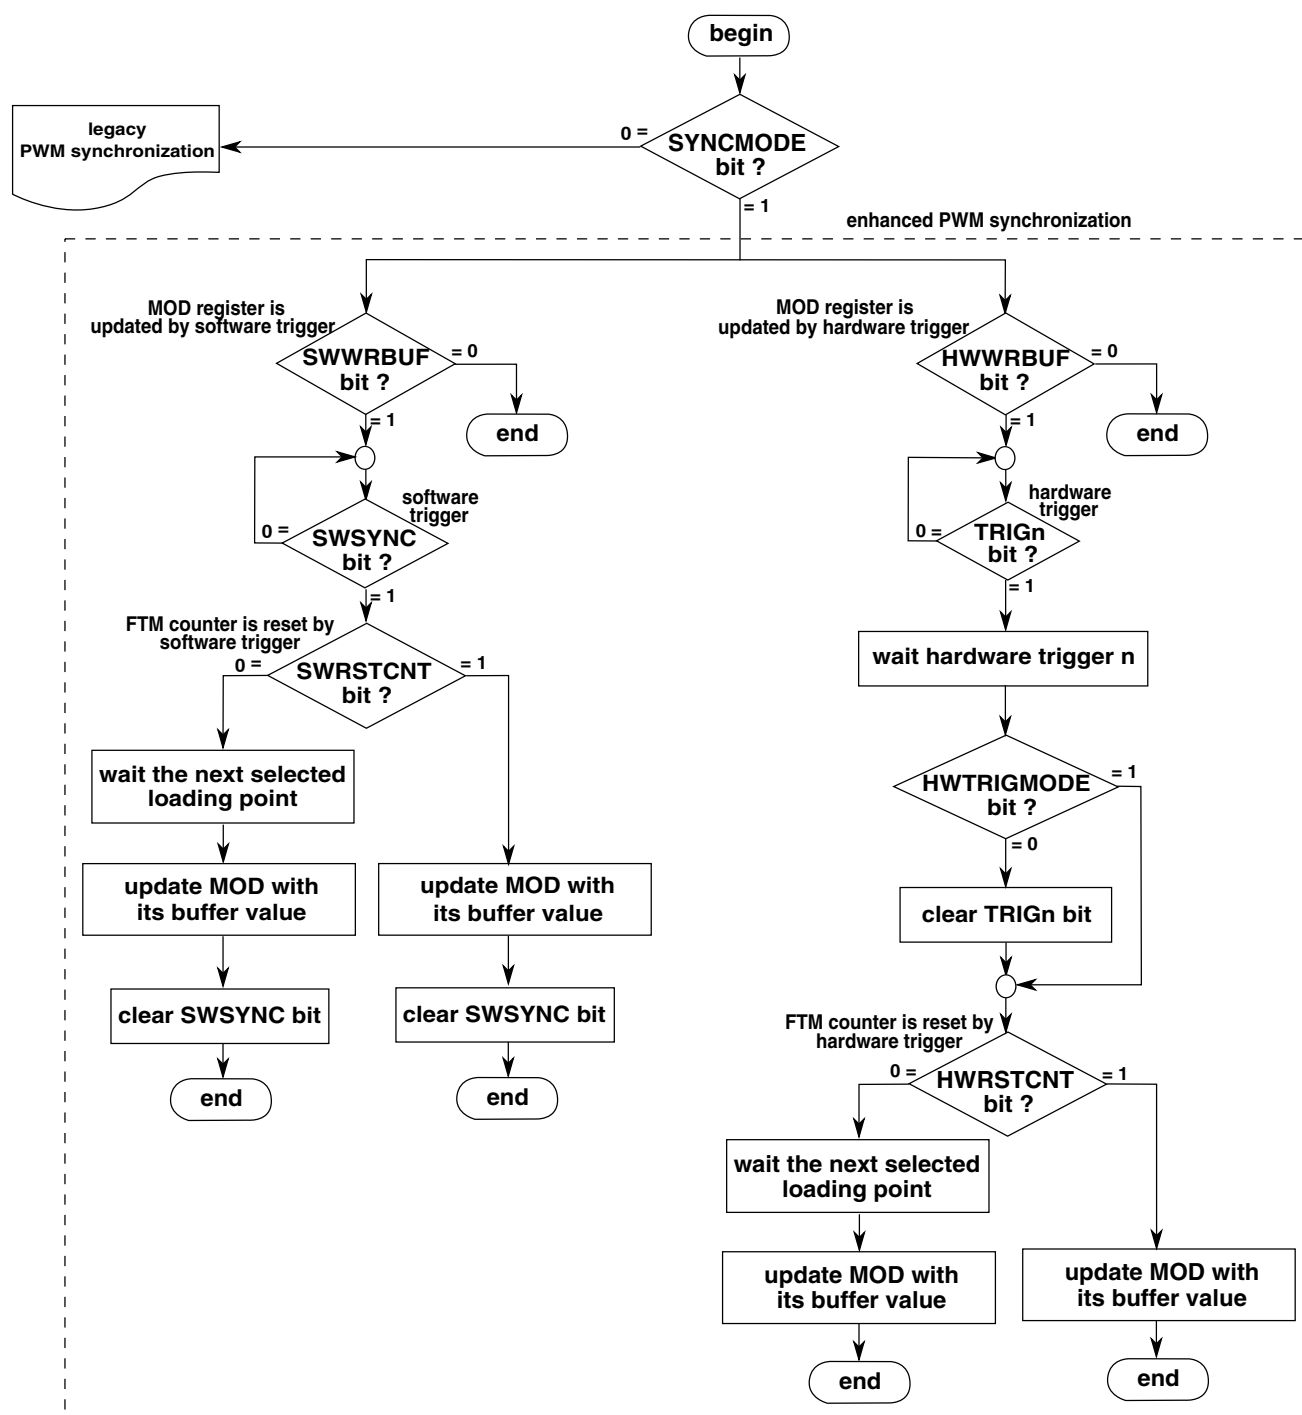 begin
SYNCMODE
bit ?
0 =
legacy
PWM synchronization
= 1
enhanced PWM synchronization
MOD register is
updated by software trigger
SWWRBUF
bit ?
= 0
end
= 1
software
trigger
SWSYNC
bit ?
0 =
= 1
FTM counter is reset by
software trigger
SWRSTCNT
bit ?
0 =
= 1
wait the next selected
loading point
update MOD with
its buffer value
clear SWSYNC bit
end
update MOD with
its buffer value
clear SWSYNC bit
end
MOD register is
updated by hardware trigger
HWWRBUF
bit ?
= 0
end
= 1
hardware
trigger
TRIGn
bit ?
0 =
= 1
wait hardware trigger n
HWTRIGMODE
bit ?
= 1
= 0
clear TRIGn bit
FTM counter is reset by
hardware trigger
HWRSTCNT
bit ?
0 =
= 1
wait the next selected
loading point
update MOD with
its buffer value
end
update MOD with
its buffer value
end